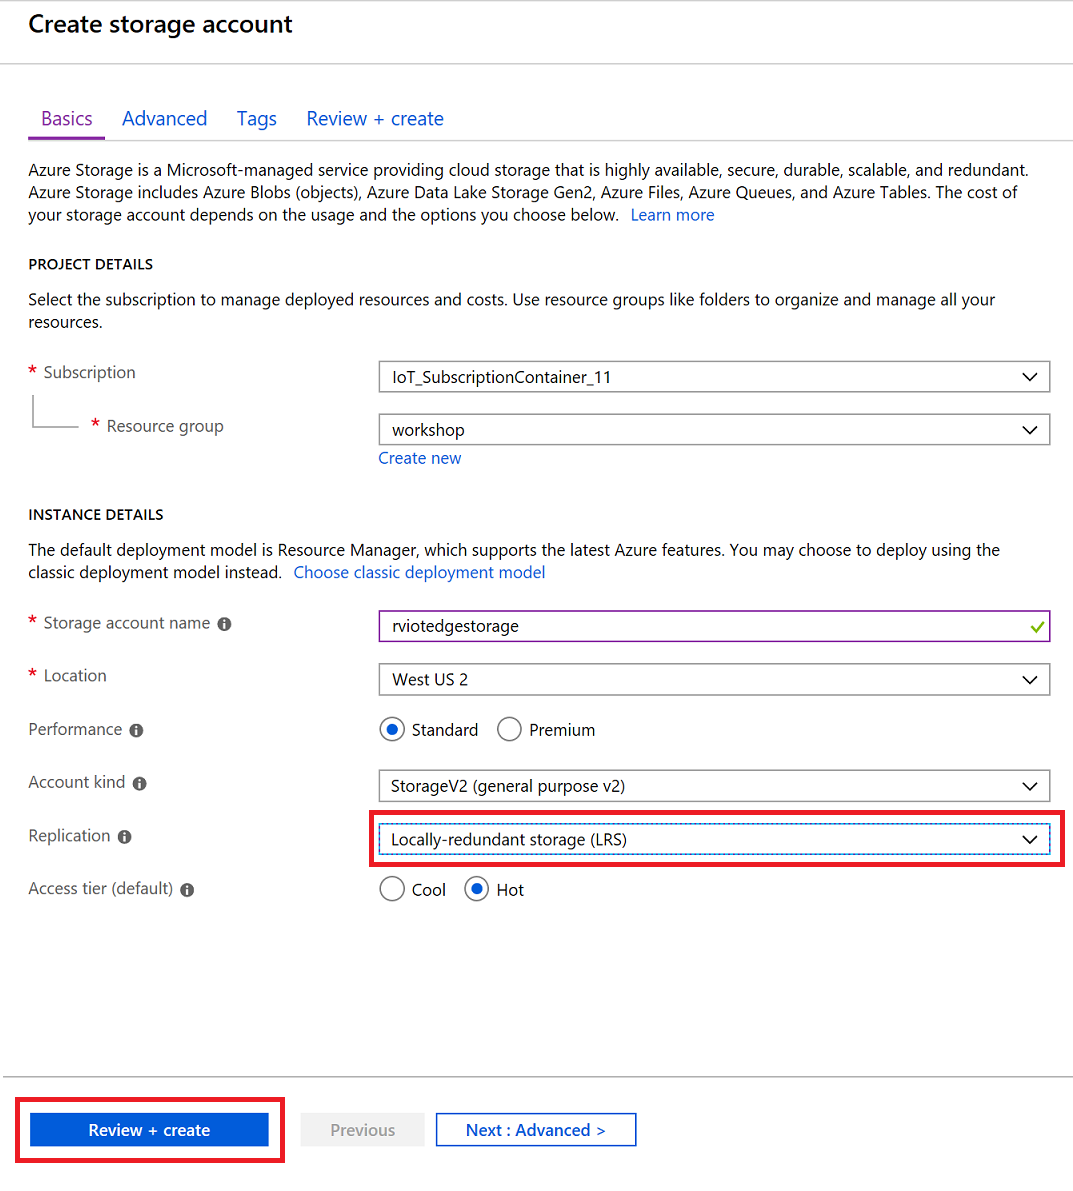 Create storage account
Basics Advanced Tags Review + create
Azure Storage is a Microsoft-managed service providing cloud storage that is highly available, secure, durable, scalable, and redundant.
Azure Storage includes Azure Blobs (objects), Azure Data Lake Storage Gen2, Azure Files, Azure Queues, and Azure Tables. The cost of
your storage account depends on the usage and the options you choose below. Learn more
PROJECT DETAILS
Select the subscription to manage deployed resources and costs. Use resource groups like folders to organize and manage all your
resources.
* Subscription IoT_SubscriptionContainer_11
* Resource group workshop
Create new
INSTANCE DETAILS
The default deployment model is Resource Manager, which supports the latest Azure features. You may choose to deploy using the
classic deployment model instead. Choose classic deployment model
* Storage account name rviotedgestorage
* Location West US 2
Performance Standard Premium
Account kind StorageV2 (general purpose v2)
Replication Locally-redundant storage (LRS)
Access tier (default) Cool Hot
Review + create Previous Next : Advanced >